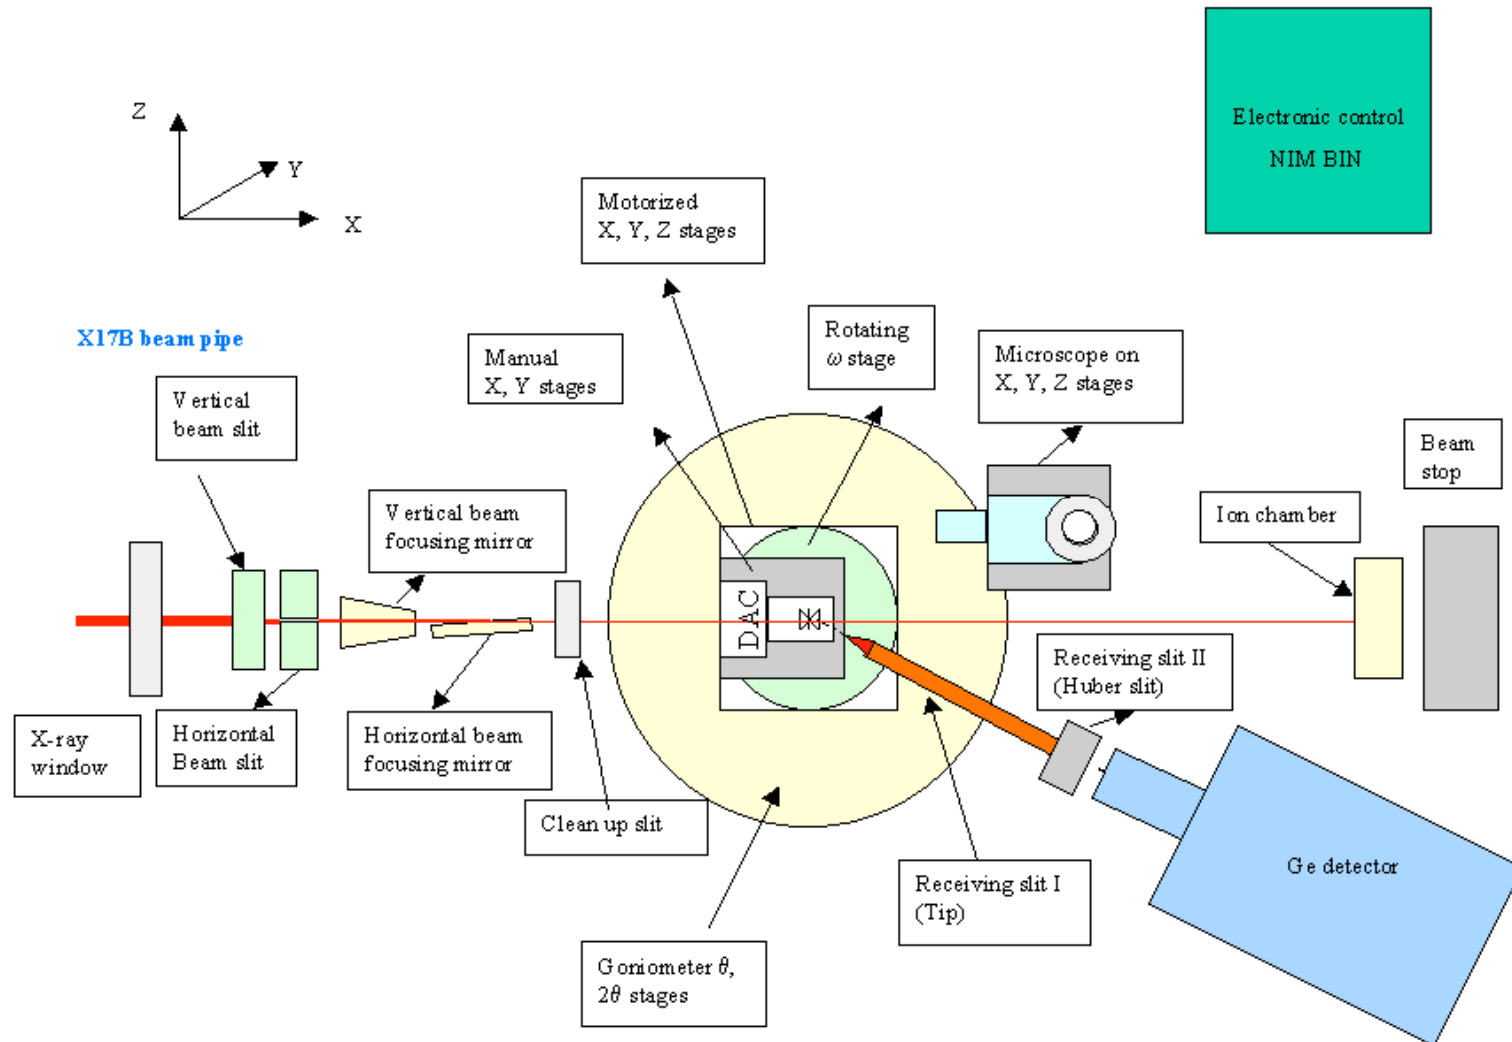 Electronic control
NIM BIN
Z
Y
X
Motorized
X, Y, Z stages
X17B beam pipe
Manual
X, Y stages
Rotating
ω stage
Microscope on
X, Y, Z stages
Vertical
beam slit
Beam
stop
Vertical beam
focusing mirror
Ion chamber
DAC
Receiving slit II
(Huber slit)
X-ray
window
Horizontal
Beam slit
Horizontal beam
focusing mirror
Clean up slit
Receiving slit I
(Tip)
Ge detector
Goniometer θ,
2θ stages